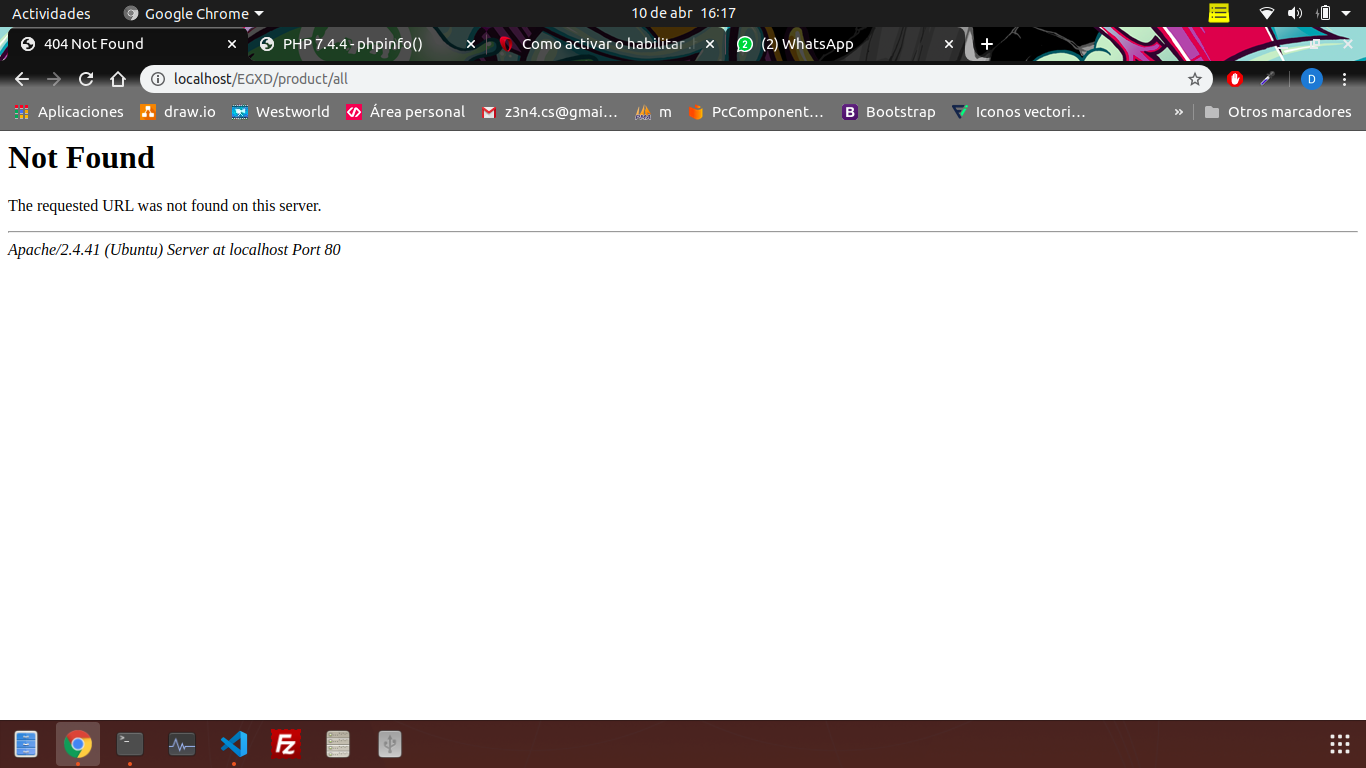 Actividades Google Chrome 10 de abr 16:17
404 Not Found PHP 7.4.4 - phpinfo() Como activar o habilitar . (2) WhatsApp
localhost/EGXD/product/all D
Aplicaciones draw.io Westworld Área personal z3n4.cs@gmai... m PcComponent... B Bootstrap Iconos vectori... » Otros marcadores
Not Found
The requested URL was not found on this server.
Apache/2.4.41 (Ubuntu) Server at localhost Port 80